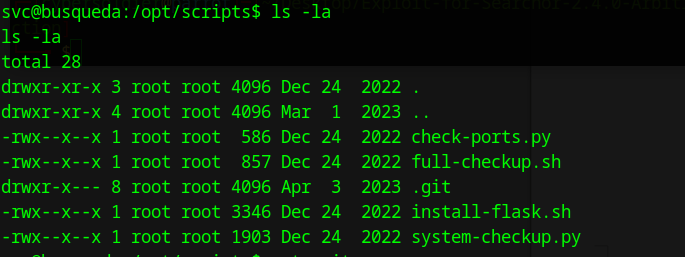 svc@busqueda:/opt/scripts$ ls -la
ls -la
total 28
drwxr-xr-x 3 root root 4096 Dec 24  2022 .
drwxr-xr-x 4 root root 4096 Mar  1  2023 ..
-rwx--x--x 1 root root  586 Dec 24  2022 check-ports.py
-rwx--x--x 1 root root  857 Dec 24  2022 full-checkup.sh
drwxr-x--- 8 root root 4096 Apr  3  2023 .git
-rwx--x--x 1 root root 3346 Dec 24  2022 install-flask.sh
-rwx--x--x 1 root root 1903 Dec 24  2022 system-checkup.py